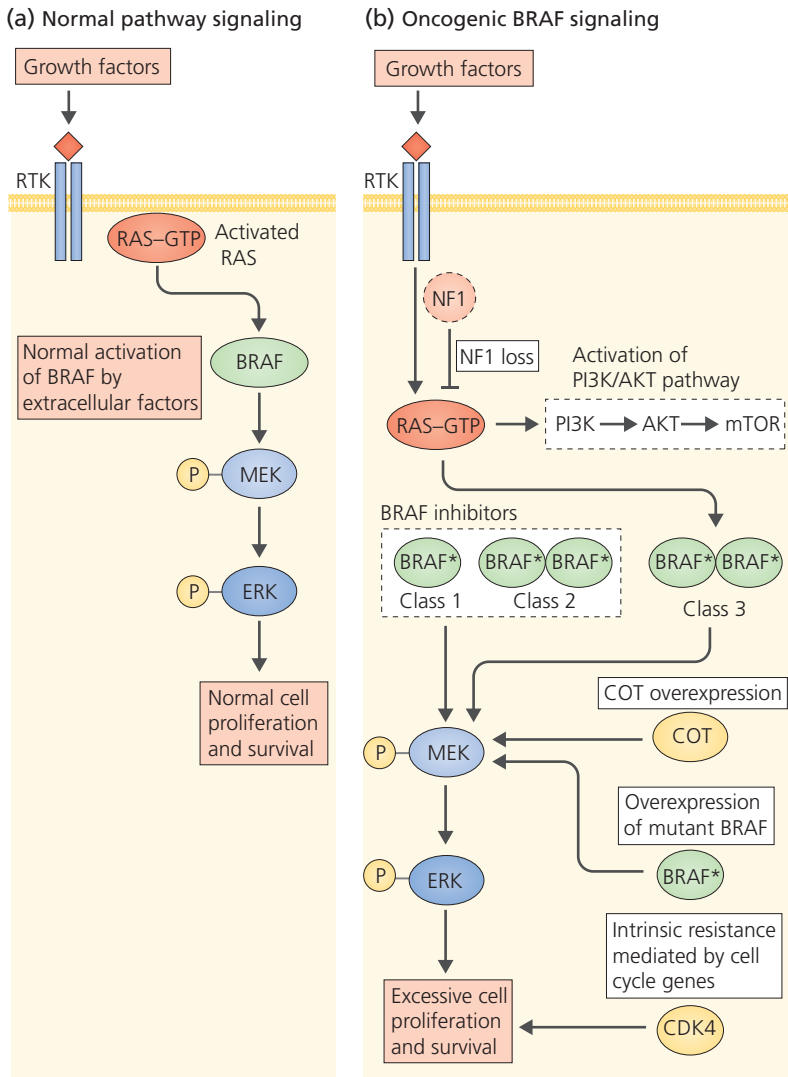 (a) Normal pathway signaling
Growth factors
RTK
RAS–GTP
Activated
RAS
Normal activation
of BRAF by
extracellular factors
BRAF
P
MEK
P
ERK
Normal cell
proliferation
and survival
(b) Oncogenic BRAF signaling
Growth factors
RTK
NF1
NF1 loss
Activation of
PI3K/AKT pathway
RAS–GTP
PI3K
AKT
mTOR
BRAF inhibitors
BRAF*
BRAF*
BRAF*
BRAF*
BRAF*
Class 1
Class 2
Class 3
COT overexpression
COT
P
MEK
Overexpression
of mutant BRAF
BRAF*
P
ERK
Intrinsic resistance
mediated by cell
cycle genes
Excessive cell
proliferation
and survival
CDK4